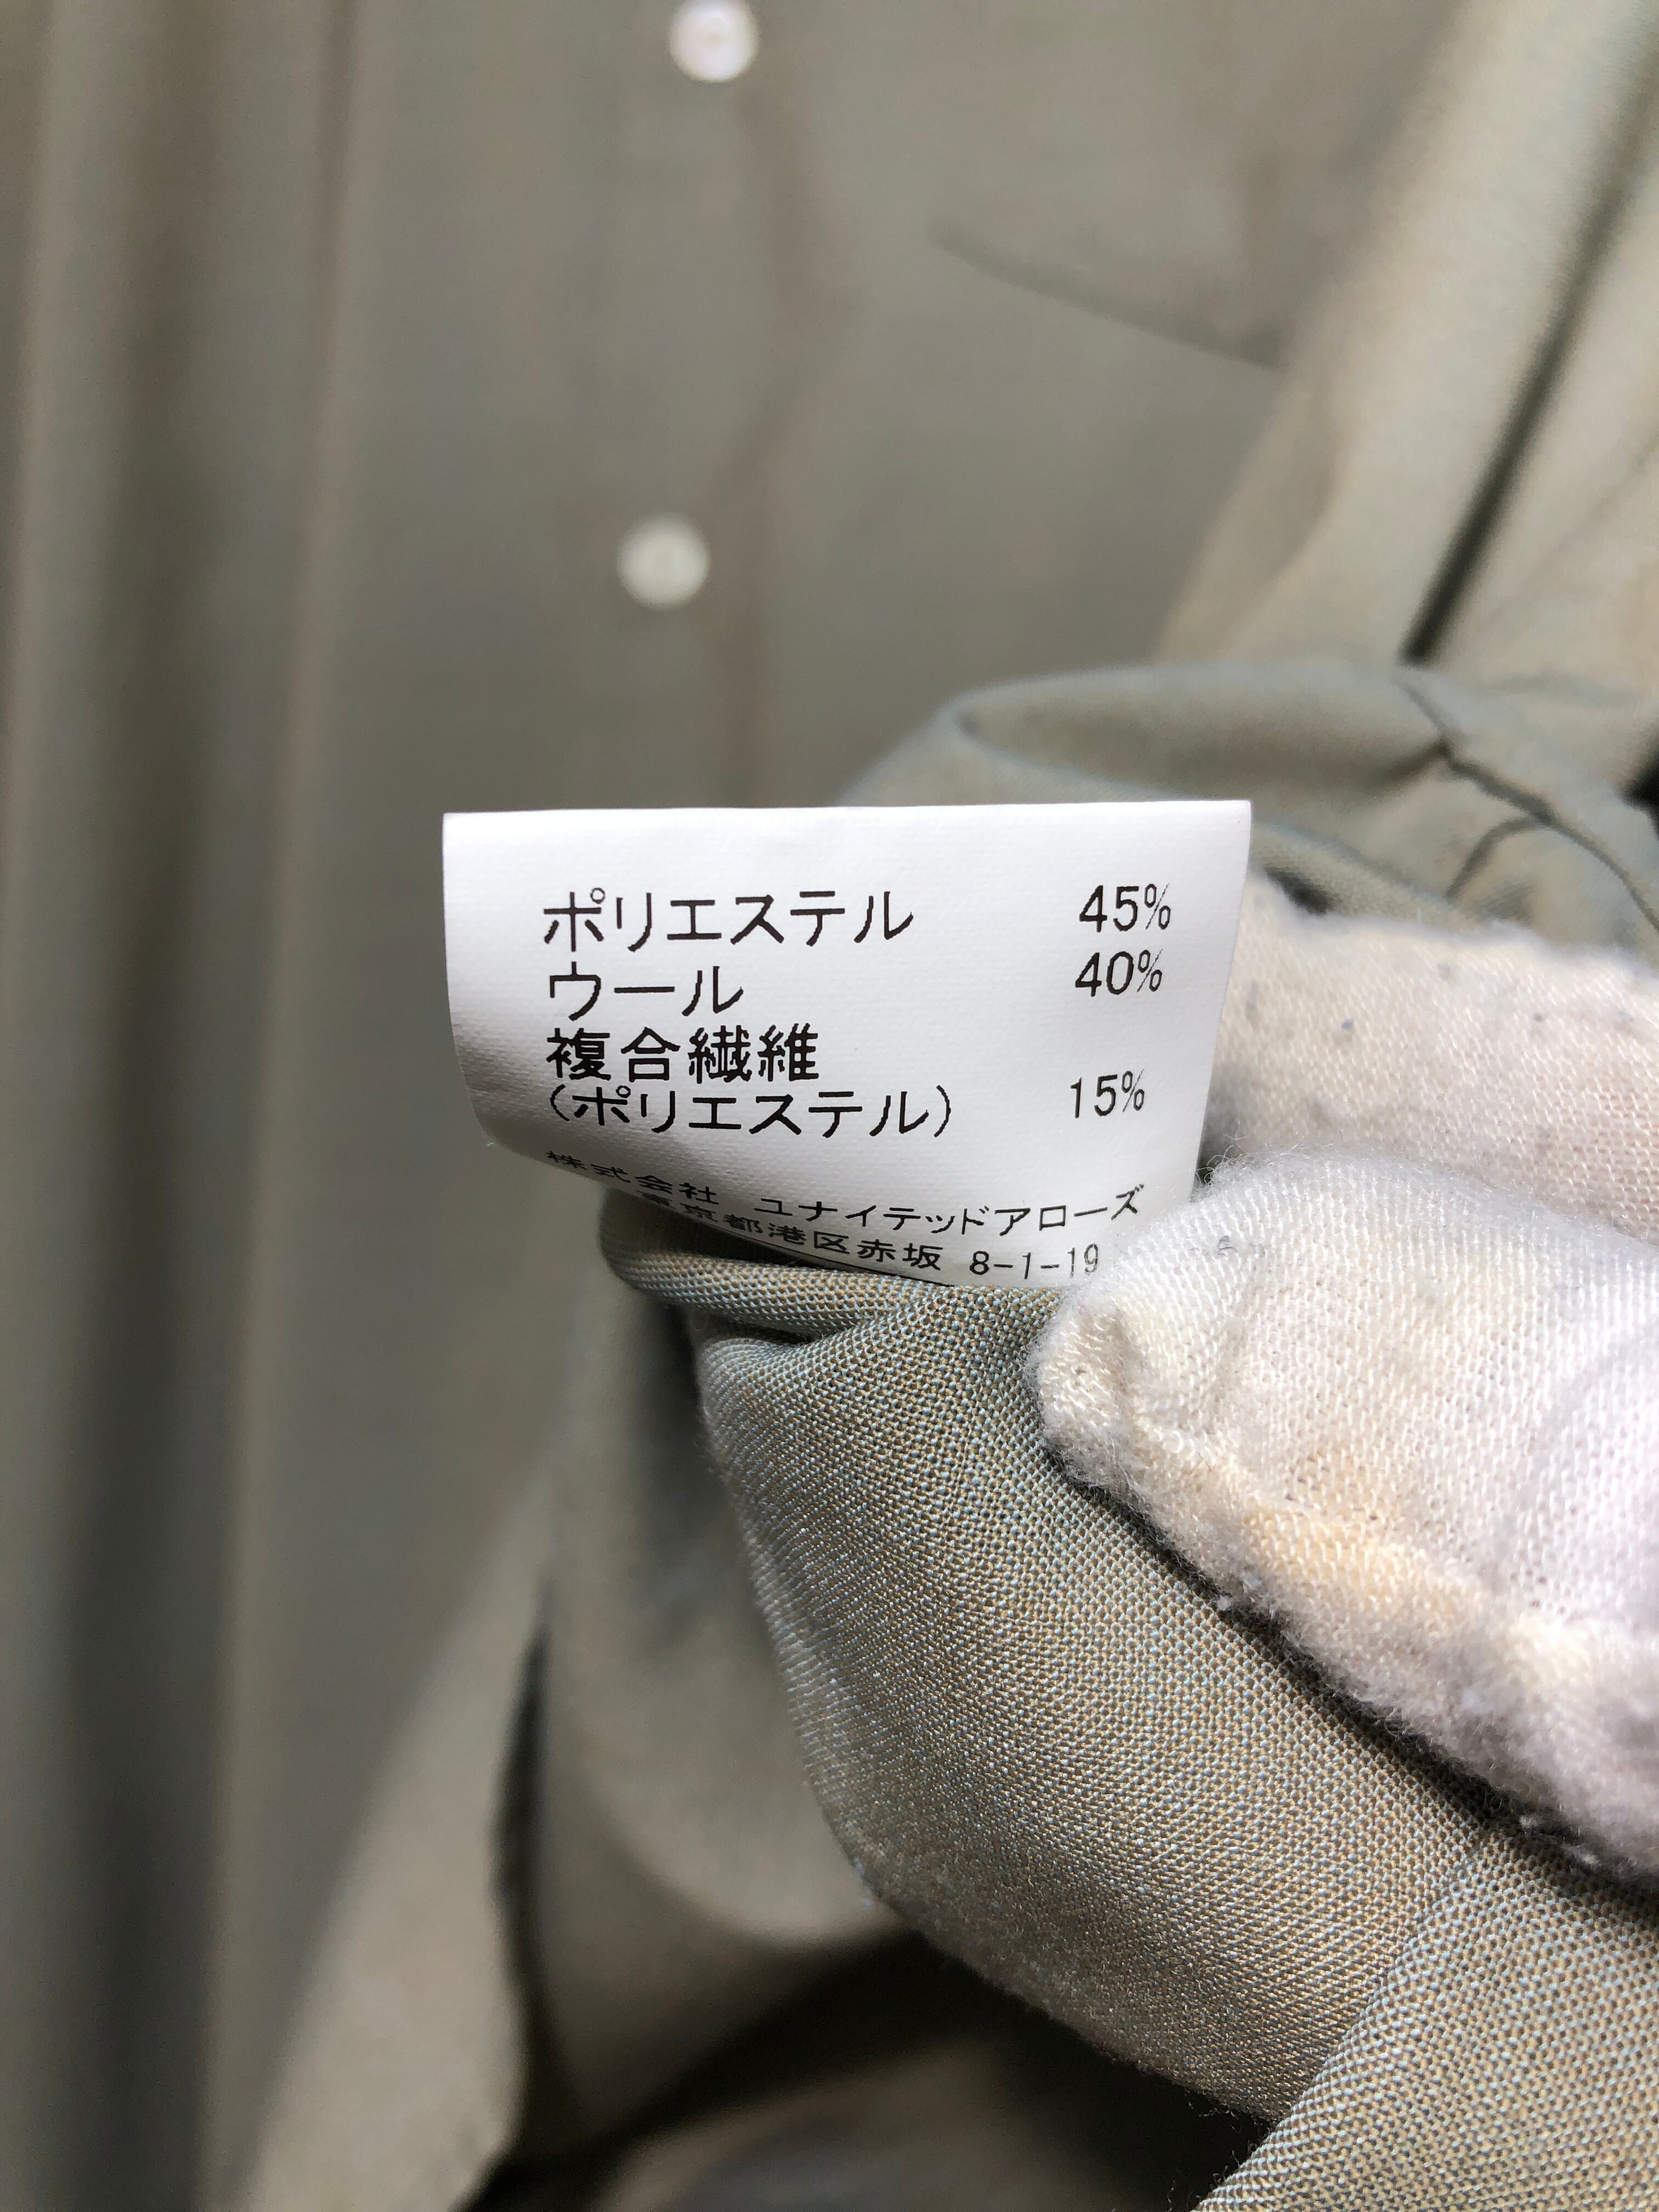 ポリエステル 45%
ウール 40%
複合繊維
(ポリエステル) 15%
株式会社 ユナイテッドアローズ
東京都港区赤坂 8-1-19